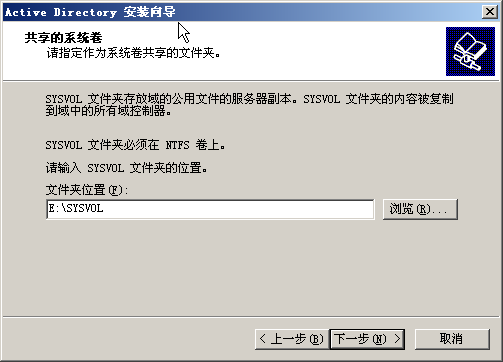 Active Directory 安装向导
共享的系统卷
请指定作为系统卷共享的文件夹。
SYSVOL 文件夹存放域的公用文件的服务器副本。SYSVOL 文件夹的内容被复制
到域中的所有域控制器。
SYSVOL 文件夹必须在 NTFS 卷上。
请输入 SYSVOL 文件夹的位置。
文件夹位置(F):
E:\SYSVOL
浏览(R)...
< 上一步(B)
下一步(N) >
取消